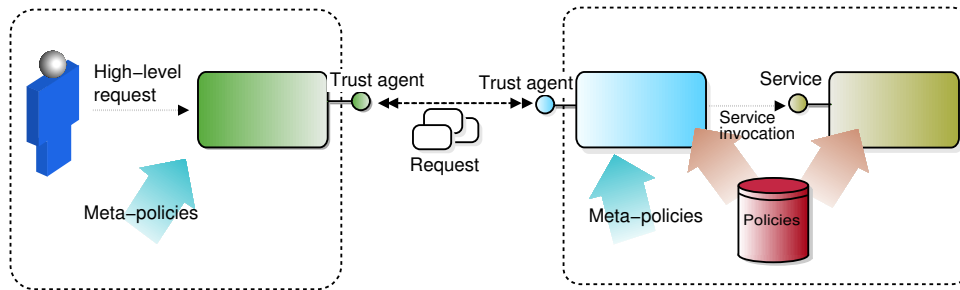 High−level
request
Trust agent
Meta−policies
Request
Trust agent
Service
Service
invocation
Meta−policies
Policies